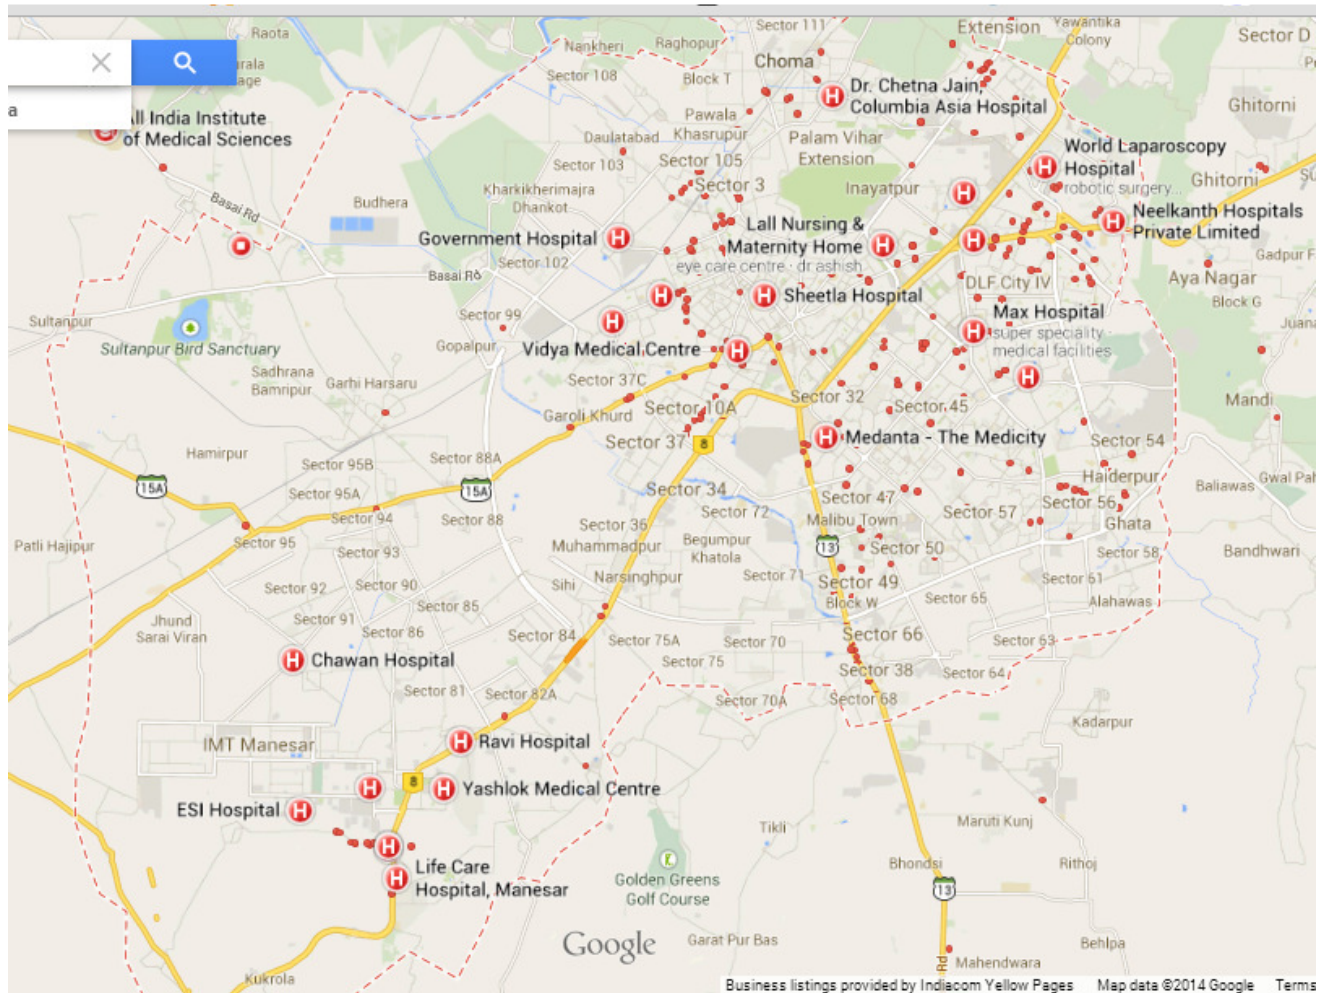 Sector 111
Extension
Yawantika
Colony
Sector D
Raota
Nankheri
Raghopur
Choma
Sector 108
Block T
Dr. Chetna Jain,
Columbia Asia Hospital
Ghitorni
a
All India Institute
of Medical Sciences
Daulatabad
Pawala
Khasrupur
Palam Vihar
Extension
World Laparoscopy
Hospital
robotic surgery...
Sector 103
Sector 105
Sector 3
Inayatpur
Ghitorni
Kharkikherimajra
Dhankot
Basai Rd
Budhera
Neelkanth Hospitals
Private Limited
Lall Nursing &
Maternity Home
eye care centre · dr ashish
Government Hospital
Sector 102
Basai Rd
Gadpur
Aya Nagar
DLF City IV
Block G
Sheetla Hospital
Sultanpur
Sector 99
Max Hospital
super speciality ·
medical facilities
Sultanpur Bird Sanctuary
Gopalpur
Vidya Medical Centre
Sadhrana
Bamripur
Garhi Harsaru
Sector 37C
Sector 32
Mandi
Garoli Khurd
Sector 10A
Sector 45
Sector 37
8
Medanta - The Medicity
Sector 54
Hamirpur
Sector 95B
Sector 88A
Haiderpur
15A
15A
Sector 95A
Sector 34
Sector 47
Sector 56
Baliawas
Gwal
Sector 94
Sector 88
Sector 36
Sector 72
Malibu Town
Sector 57
Ghata
Patli Hajipur
Sector 95
Sector 93
Muhammadpur
Begumpur
Khatola
13
Sector 50
Sector 58
Bandhwari
Sector 92
Sector 90
Sihi
Narsinghpur
Sector 71
Sector 49
Sector 61
Block W
Sector 65
Alahawas
Sector 91
Sector 85
Jhund
Sarai Viran
Sector 86
Sector 84
Sector 75A
Sector 70
Sector 66
Sector 63
Chawan Hospital
Sector 75
Sector 38
Sector 64
Sector 81
Sector 82A
Sector 70A
Sector 68
Kadarpur
IMT Manesar
Ravi Hospital
8
Yashlok Medical Centre
ESI Hospital
Tikli
Maruti Kunj
Life Care
Hospital, Manesar
Golden Greens
Golf Course
Bhondsi
Rithoj
13
Google
Garat Pur Bas
Behlpa
Rd
Mahendwara
Kukrola
Business listings provided by Indiacom Yellow Pages
Map data ©2014 Google
Terms